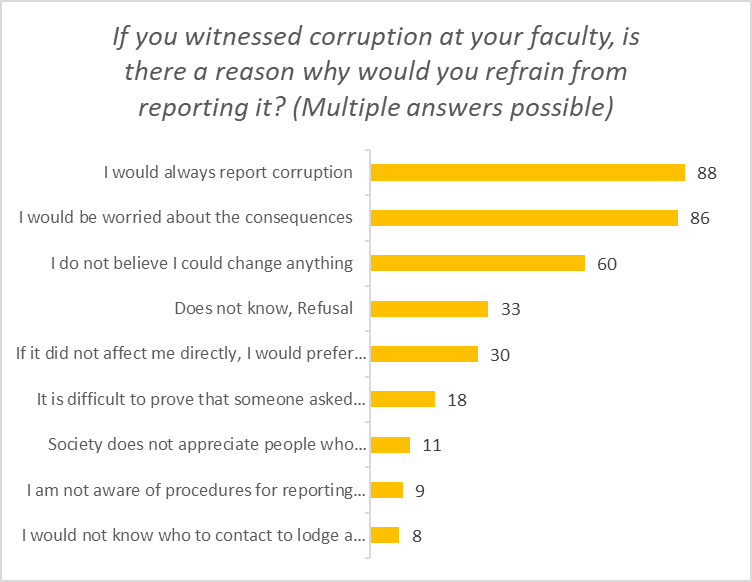 If you witnessed corruption at your faculty, is
there a reason why would you refrain from
reporting it? (Multiple answers possible)
I would always report corruption 88
I would be worried about the consequences 86
I do not believe I could change anything 60
Does not know, Refusal 33
If it did not affect me directly, I would prefer… 30
It is difficult to prove that someone asked… 18
Society does not appreciate people who… 11
I am not aware of procedures for reporting… 9
I would not know who to contact to lodge a… 8